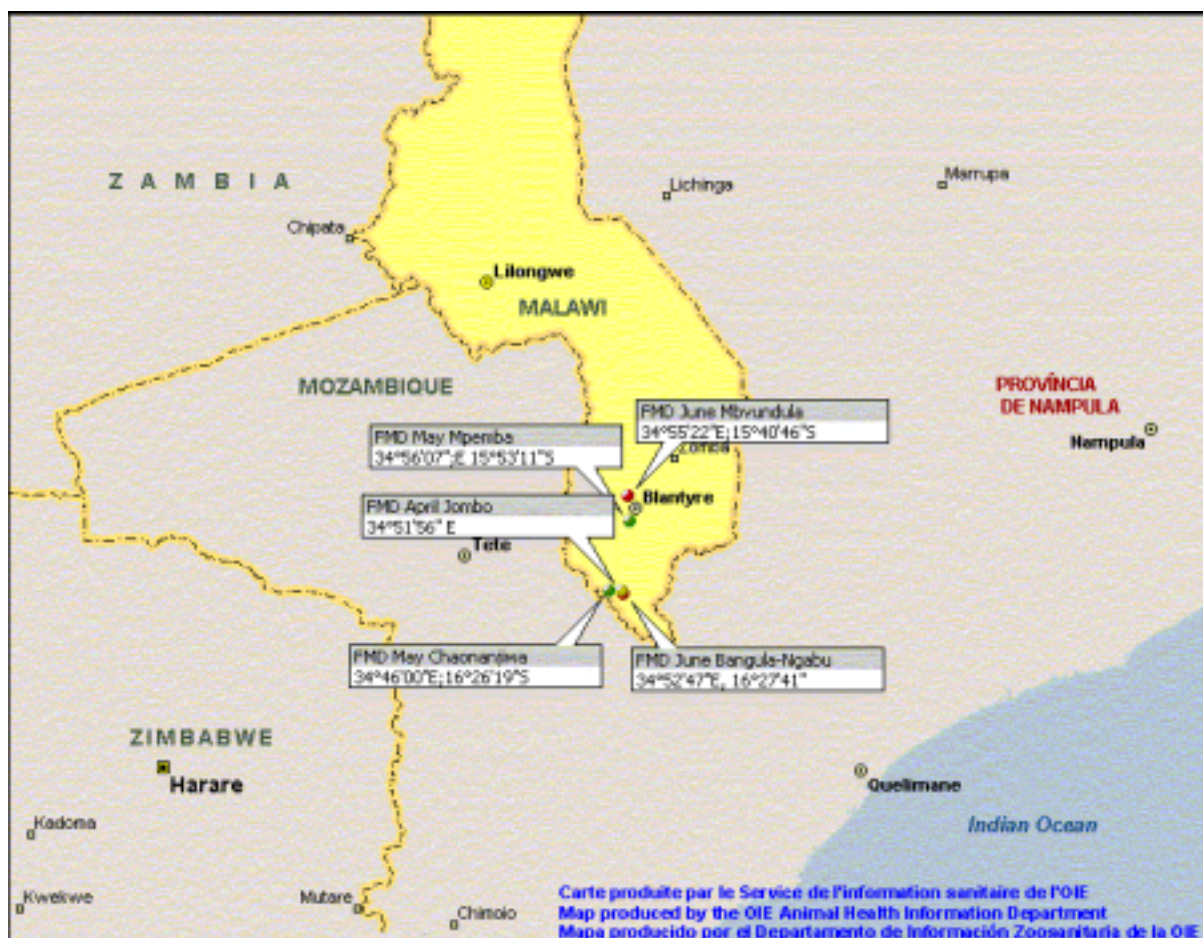 ZAMBIA
Lichinga
Marrupa
Chipata
Lilongwe
MALAWI
MOZAMBIQUE
PROVÍNCIA
DE NAMPULA
Nampula
FMD June Mbvundula
34°55'22"E;15°40'46"S
FMD May Mpemba
34°56'07";E 15°53'11"S
Zomba
Blantyre
FMD April Jombo
34°51'56" E
Tete
FMD May Chaonanjiwa
34°46'00"E;16°26'19"S
FMD June Bangula-Ngabu
34°52'47"E, 16°27'41"
ZIMBABWE
Harare
Quelimane
Kadoma
Indian Ocean
Kwekwe
Mutare
Chimoio
Carte produite par le Service de l'information sanitaire de l'OIE
Map produced by the OIE Animal Health Information Department
Mapa producido por el Departamento de Información Zoosanitaria de la OIE